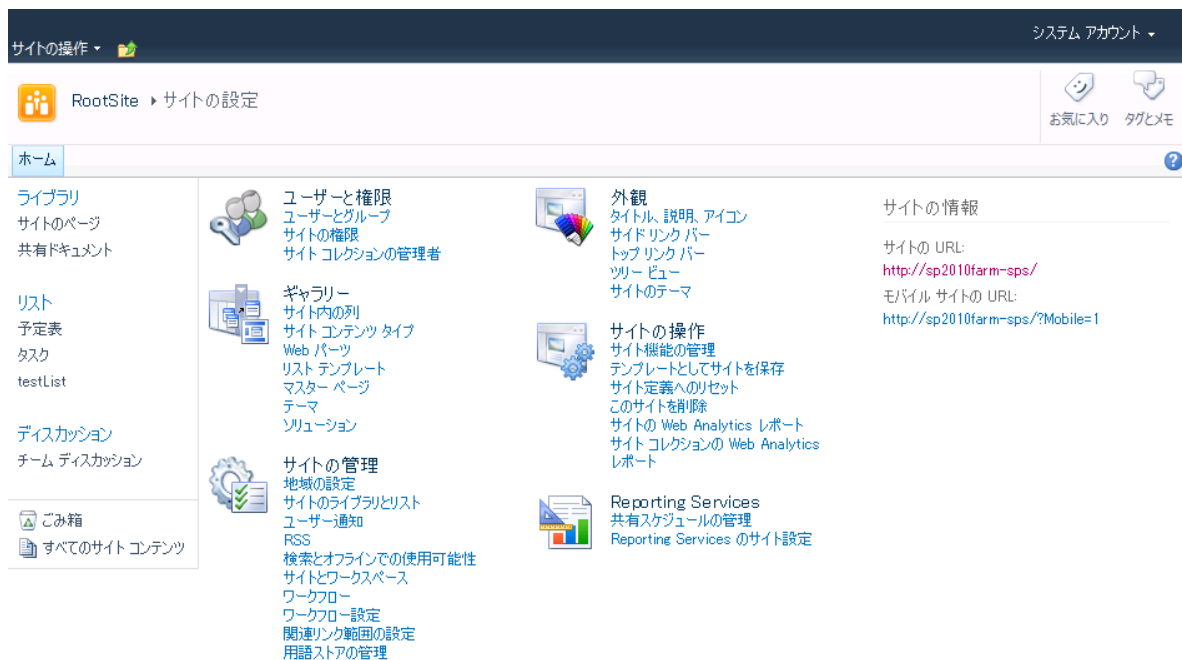 システム アカウント
サイトの操作
RootSite ▸ サイトの設定
お気に入り
タグとメモ
ホーム
ライブラリ
サイトのページ
共有ドキュメント
リスト
予定表
タスク
testList
ディスカッション
チーム ディスカッション
ごみ箱
すべてのサイト コンテンツ
ユーザーと権限
ユーザーとグループ
サイトの権限
サイト コレクションの管理者
ギャラリー
サイト内の列
サイト コンテンツ タイプ
Web パーツ
リスト テンプレート
マスター ページ
テーマ
ソリューション
サイトの管理
地域の設定
サイトのライブラリとリスト
ユーザー通知
RSS
検索とオフラインでの使用可能性
サイトとワークスペース
ワークフロー
ワークフロー設定
関連リンク範囲の設定
用語ストアの管理
外観
タイトル、説明、アイコン
サイド リンク バー
トップ リンク バー
ツリー ビュー
サイトのテーマ
サイトの操作
サイト機能の管理
テンプレートとしてサイトを保存
サイト定義へのリセット
このサイトを削除
サイトの Web Analytics レポート
サイト コレクションの Web Analytics
レポート
Reporting Services
共有スケジュールの管理
Reporting Services のサイト設定
サイトの情報
サイトの URL:
http://sp2010farm-sps/
モバイル サイトの URL:
http://sp2010farm-sps/?Mobile=1